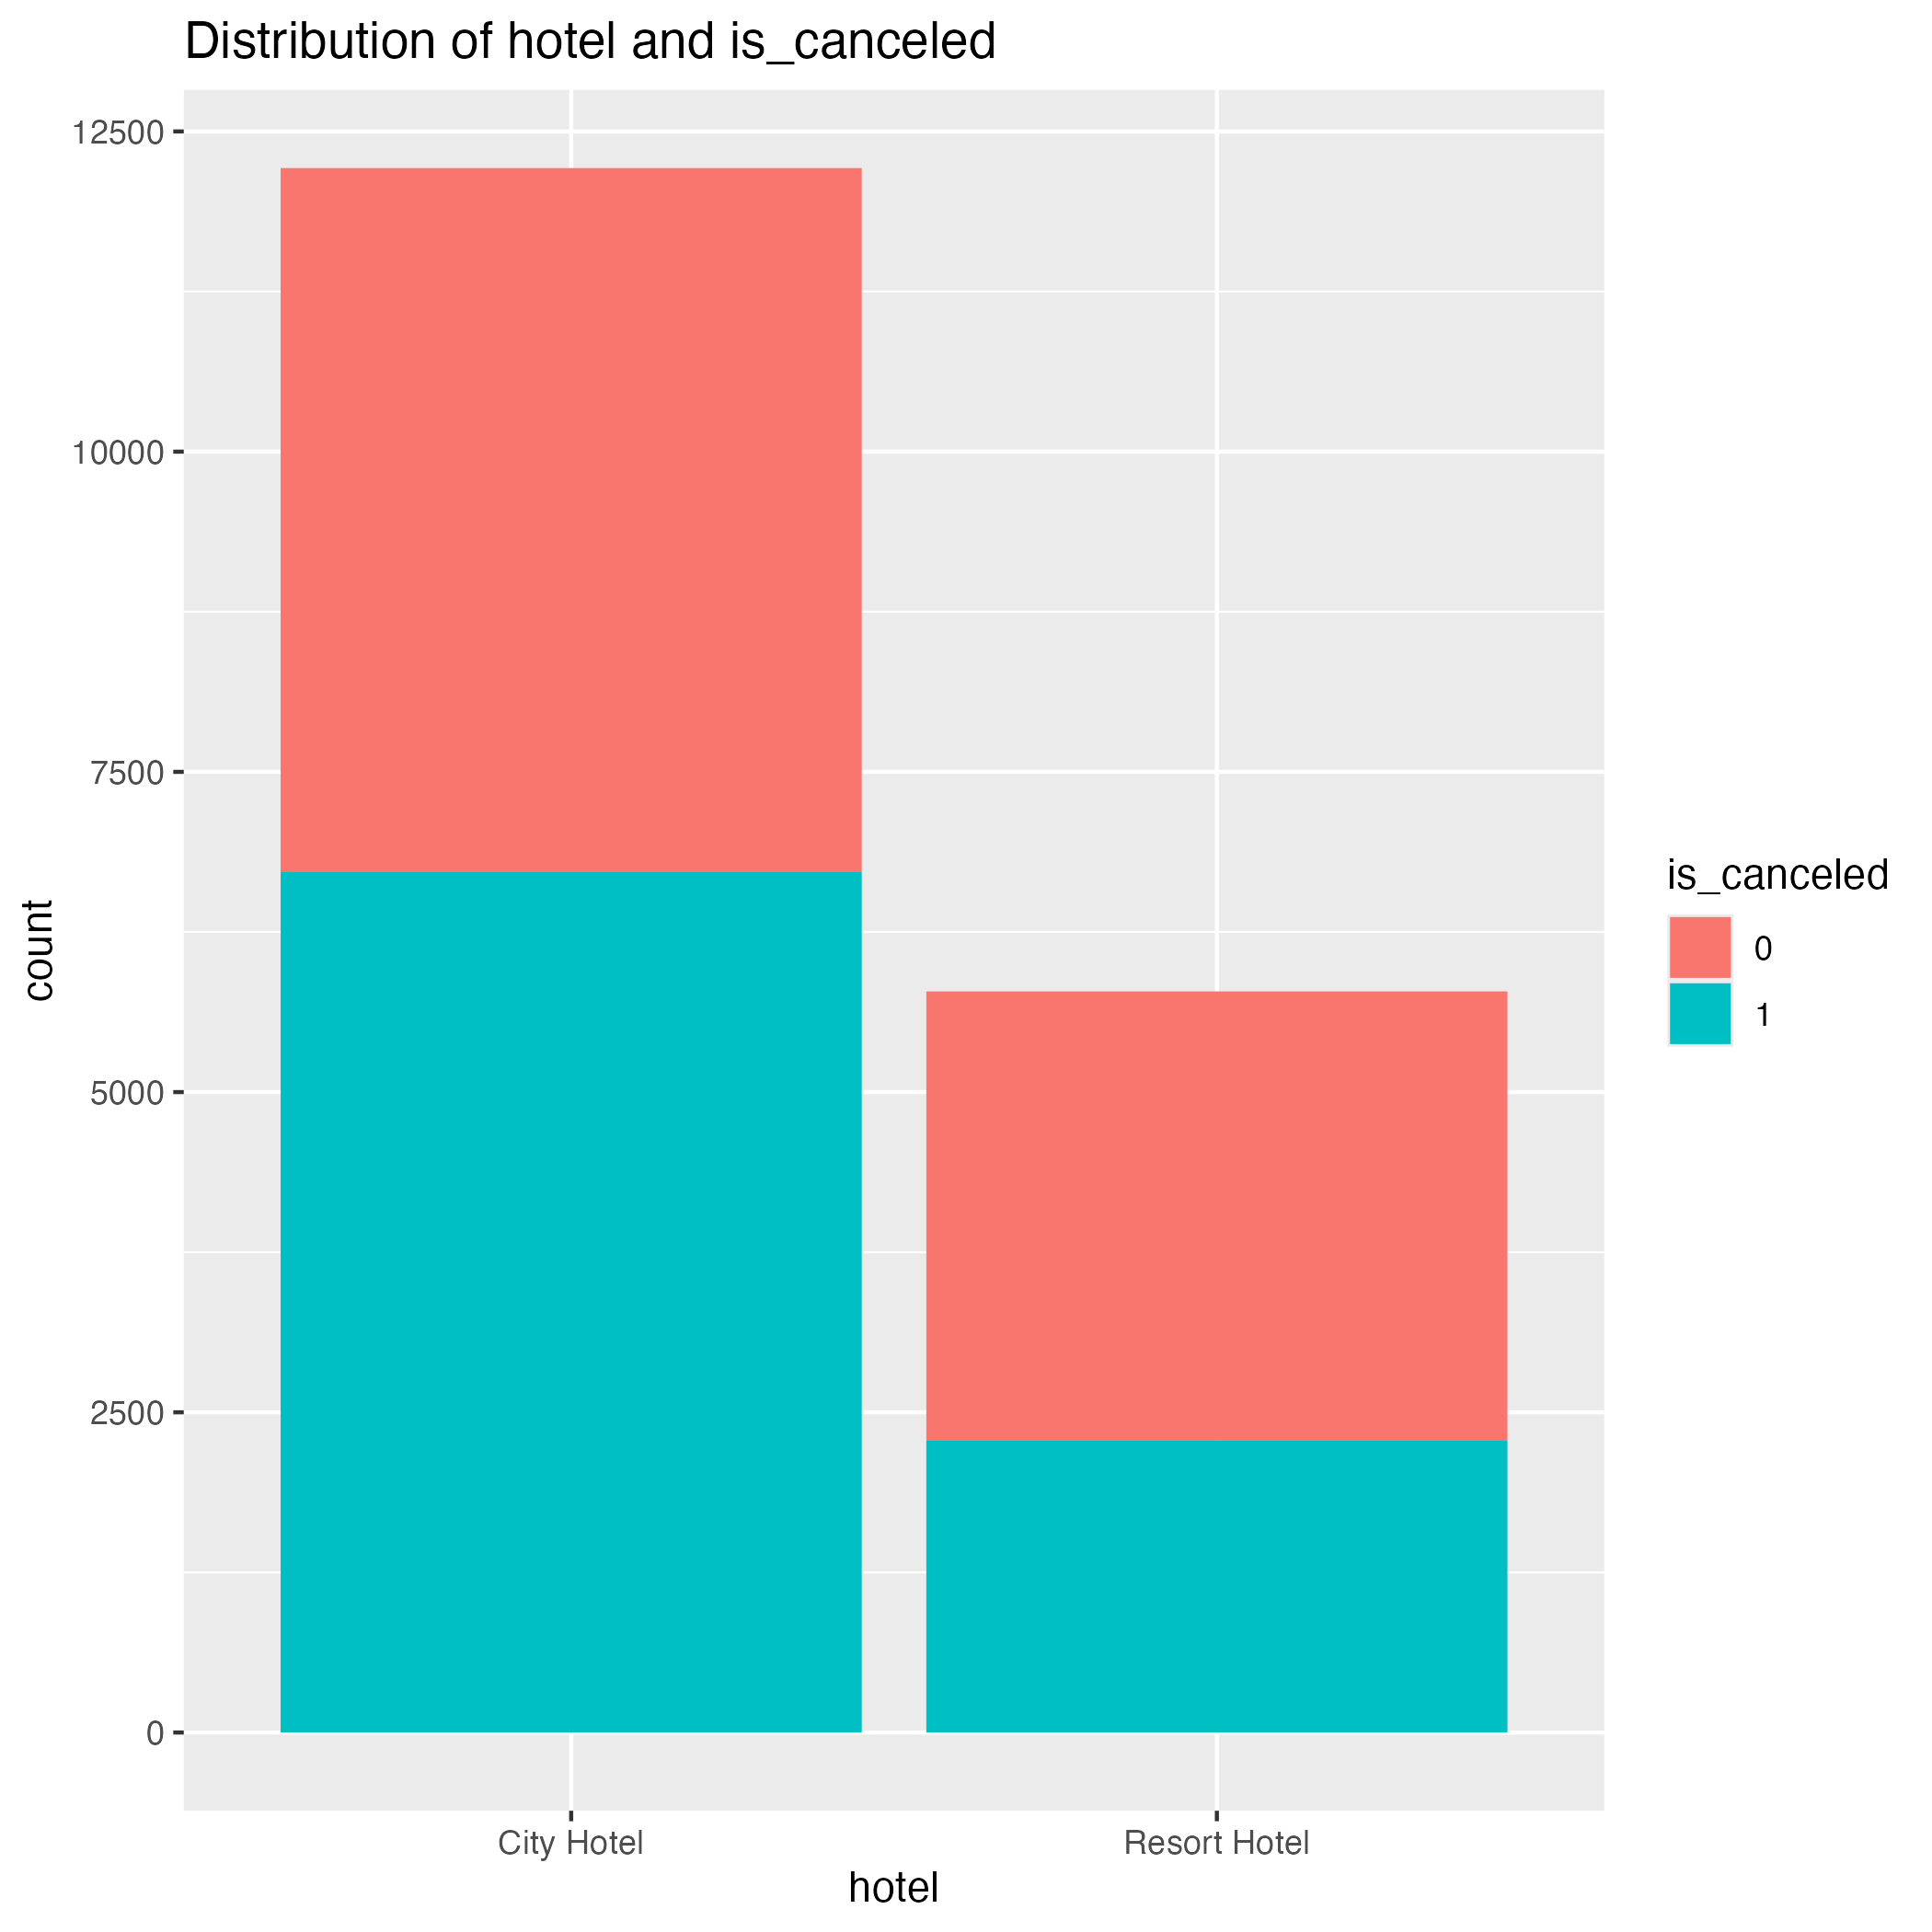 Distribution of hotel and is_canceled
12500
10000
7500
5000
2500
0
count
City Hotel
Resort Hotel
hotel
is_canceled
0
1